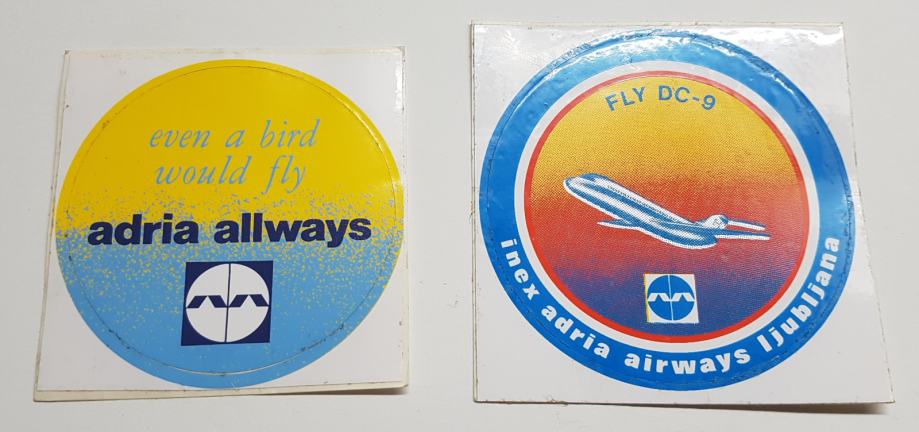 even a bird
would fly
adria allways
FLY DC-9
inex adria airways ljubljana